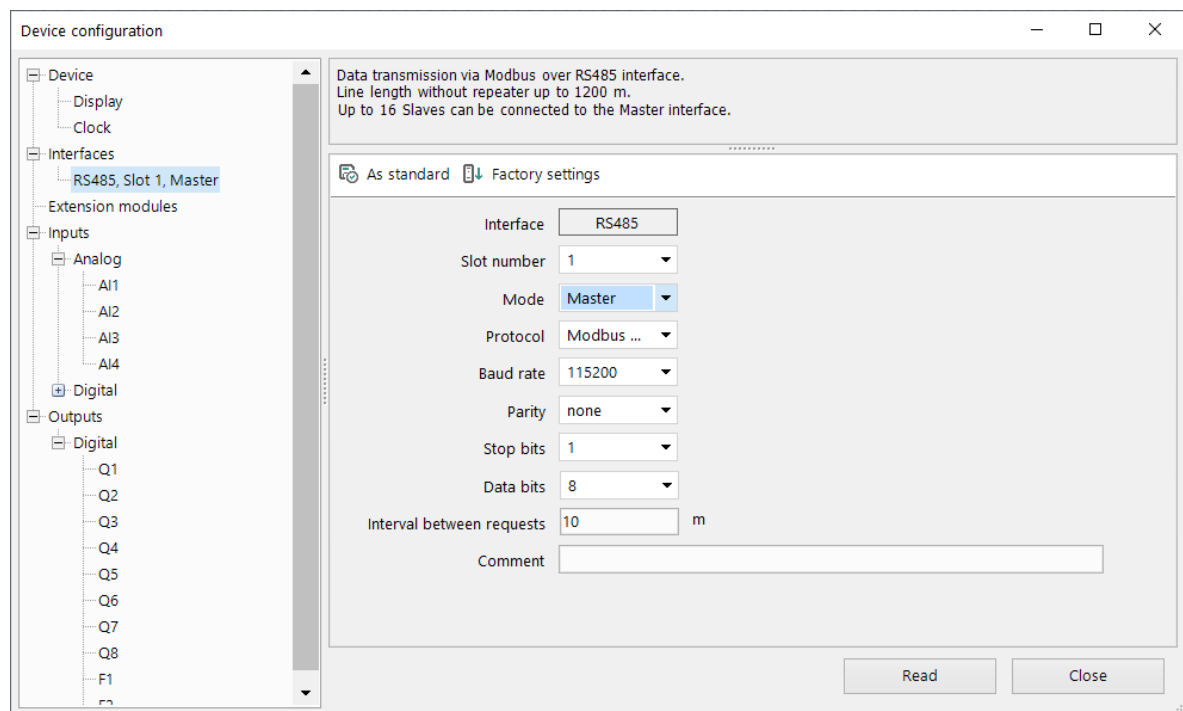 Device configuration
Device
Display
Clock
Interfaces
RS485, Slot 1, Master
Extension modules
Inputs
Analog
AI1
AI2
AI3
AI4
Digital
Outputs
Digital
Q1
Q2
Q3
Q4
Q5
Q6
Q7
Q8
F1
Data transmission via Modbus over RS485 interface.
Line length without repeater up to 1200 m.
Up to 16 Slaves can be connected to the Master interface.
As standard Factory settings
Interface RS485
Slot number 1
Mode Master
Protocol Modbus ...
Baud rate 115200
Parity none
Stop bits 1
Data bits 8
Interval between requests 10 m
Comment
Read Close